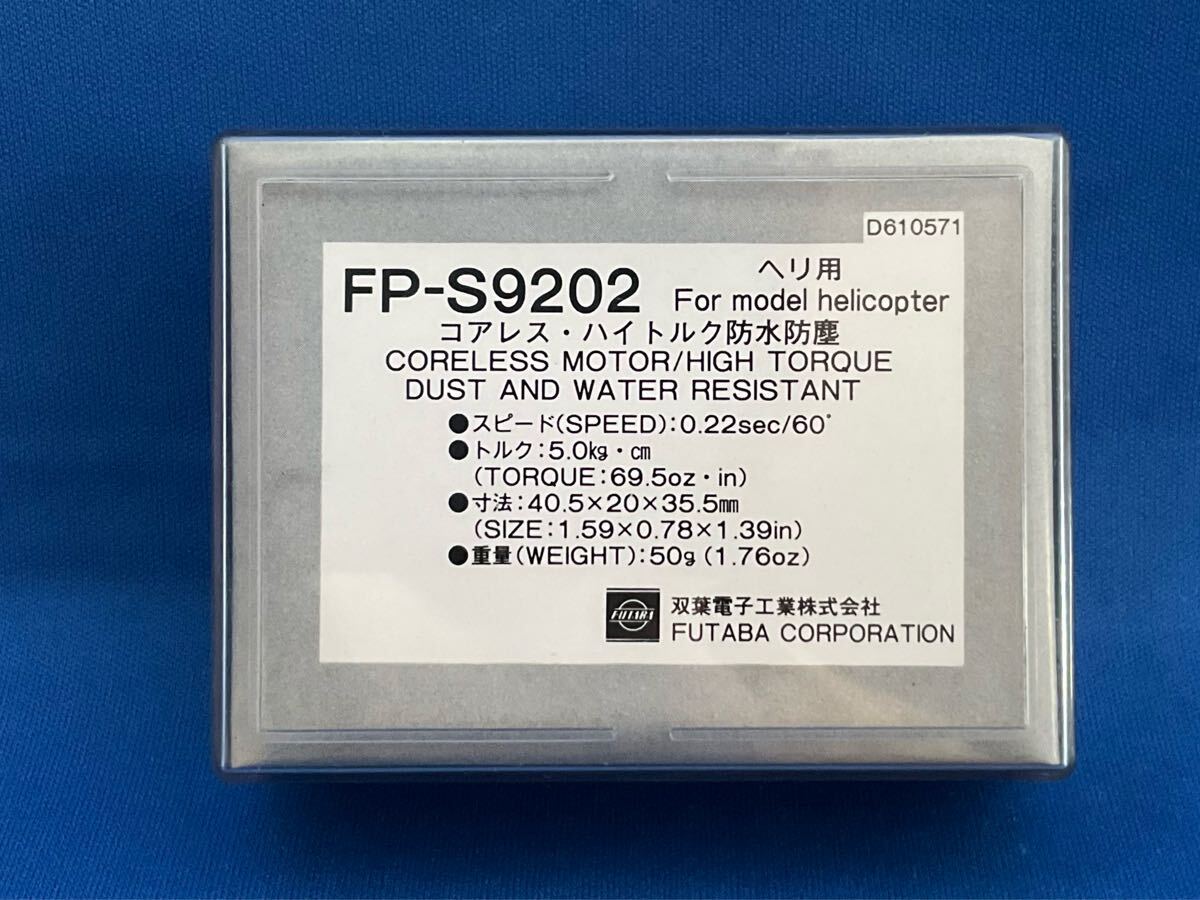 D610571
FP-S9202
ヘリ用
For model helicopter
コアレス・ハイトルク防水防塵
CORELESS MOTOR/HIGH TORQUE
DUST AND WATER RESISTANT
●スピード(SPEED):0.22sec/60°
●トルク:5.0㎏・㎝
(TORQUE:69.5oz・in)
●寸法:40.5×20×35.5㎜
(SIZE:1.59×0.78×1.39in)
●重量(WEIGHT):50g(1.76oz)
FUTABA
双葉電子工業株式会社
FUTABA CORPORATION